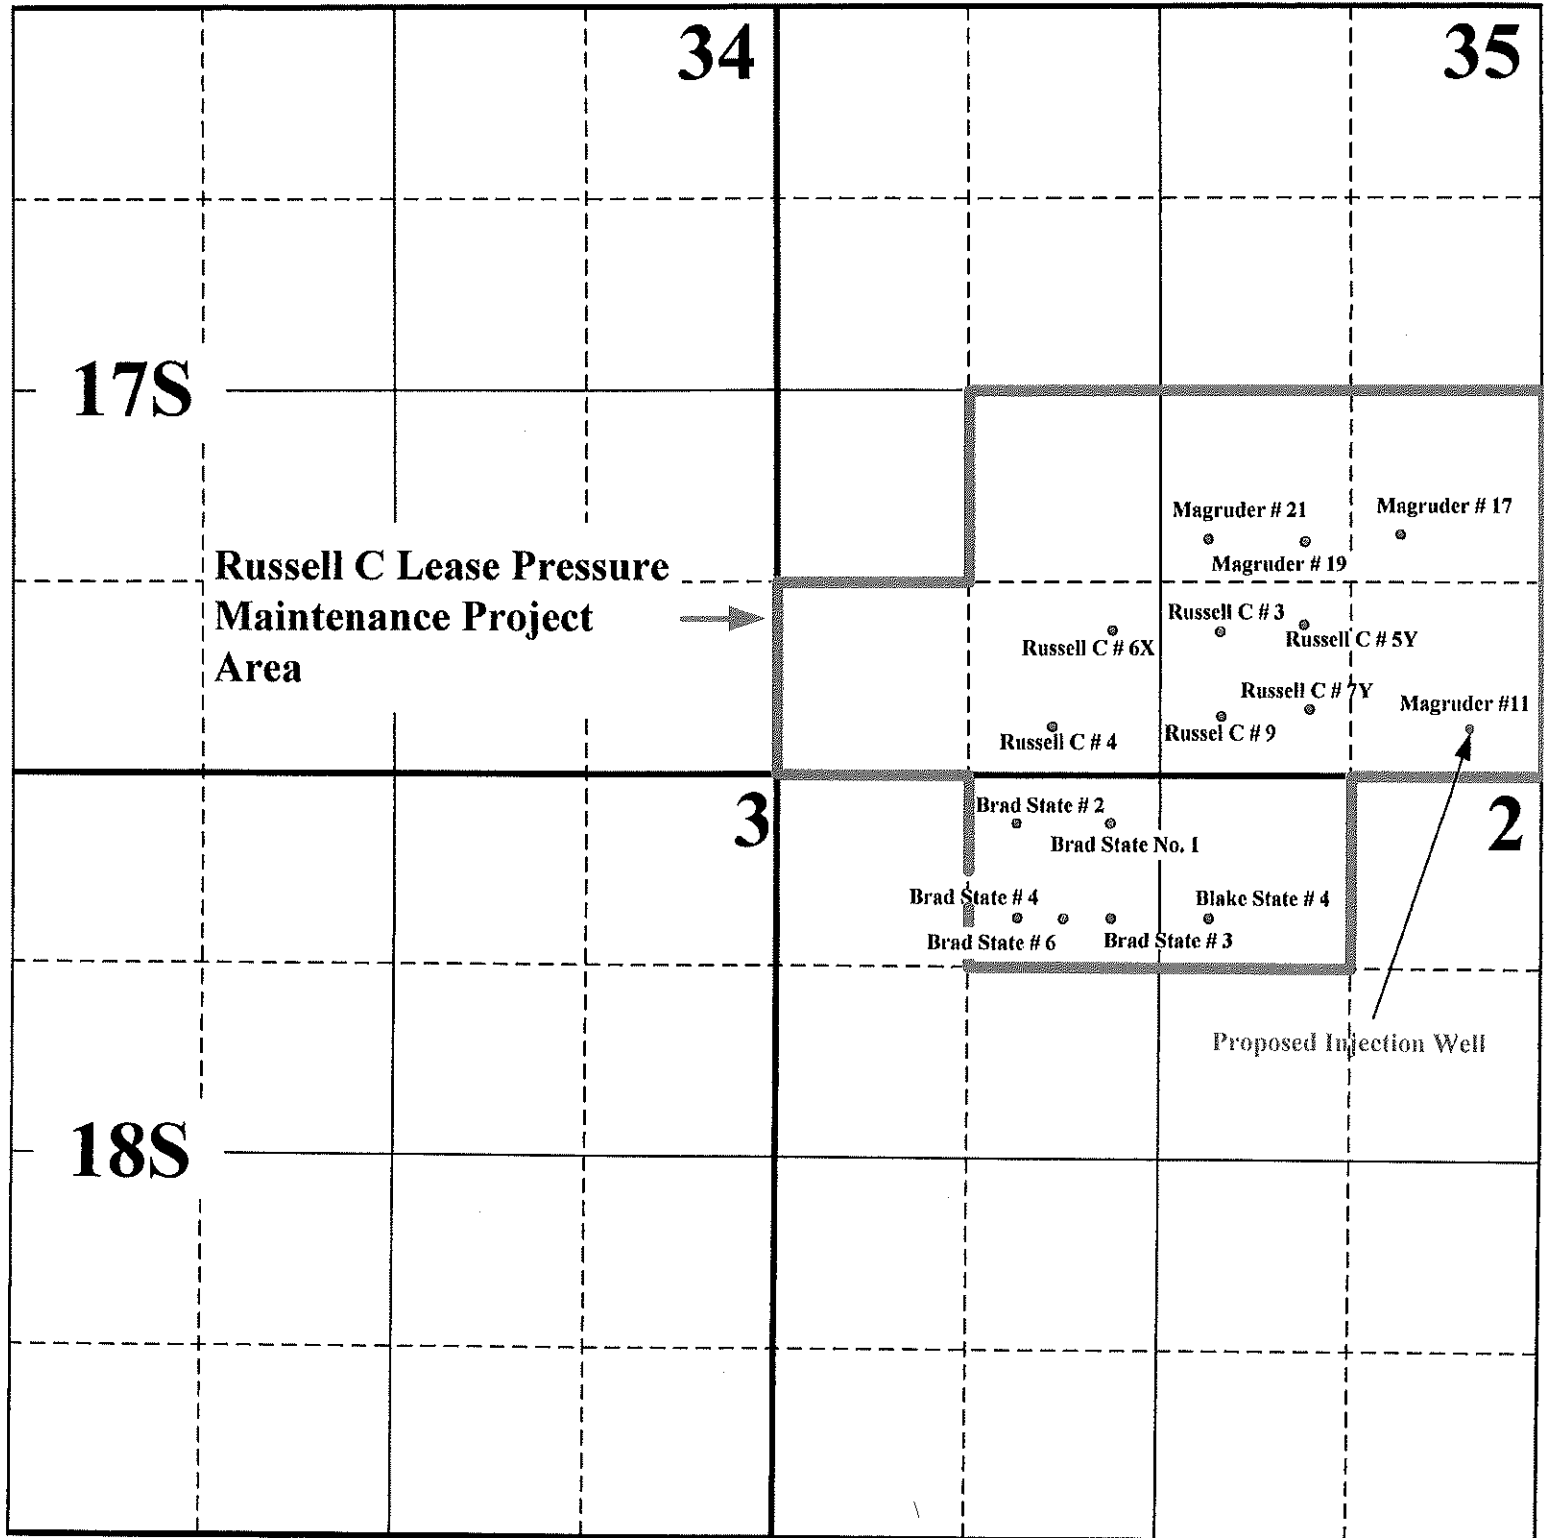 34
35
17S
Magruder # 21
Magruder # 17
Magruder # 19
Russell C Lease Pressure
Maintenance Project
Area
Russell C # 3
Russell C # 6X
Russell C # 5Y
Russell C # 7Y
Magruder #11
Russell C # 4
Russel C # 9
3
2
Brad State # 2
Brad State No. 1
Brad State # 4
Blake State # 4
Brad State # 6
Brad State # 3
Proposed Injection Well
18S